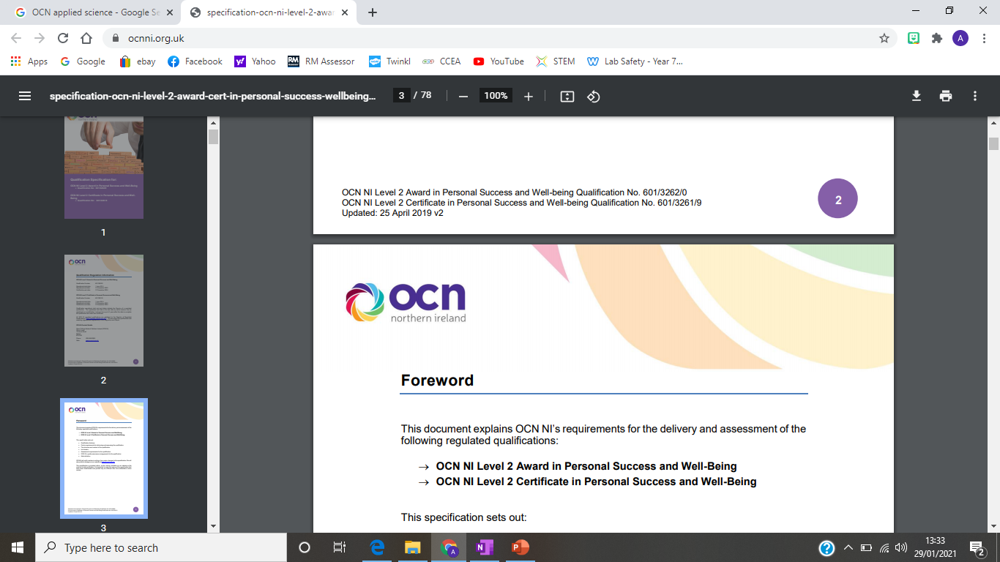 OCN applied science - Google Se
specification-ocn-ni-level-2-awar
ocnni.org.uk
A
Apps
Google
ebay
Facebook
Yahoo
RM Assessor
Twinkl
CCEA
YouTube
STEM
Lab Safety - Year 7...
specification-ocn-ni-level-2-award-cert-in-personal-success-wellbeing...
3 / 78
100%
1
2
3
OCN NI Level 2 Award in Personal Success and Well-being Qualification No. 601/3262/0
OCN NI Level 2 Certificate in Personal Success and Well-being Qualification No. 601/3261/9
Updated: 25 April 2019 v2
2
ocn
northern ireland
Foreword
This document explains OCN NI's requirements for the delivery and assessment of the
following regulated qualifications:
→ OCN NI Level 2 Award in Personal Success and Well-Being
→ OCN NI Level 2 Certificate in Personal Success and Well-Being
This specification sets out:
Type here to search
13:33
29/01/2021
2